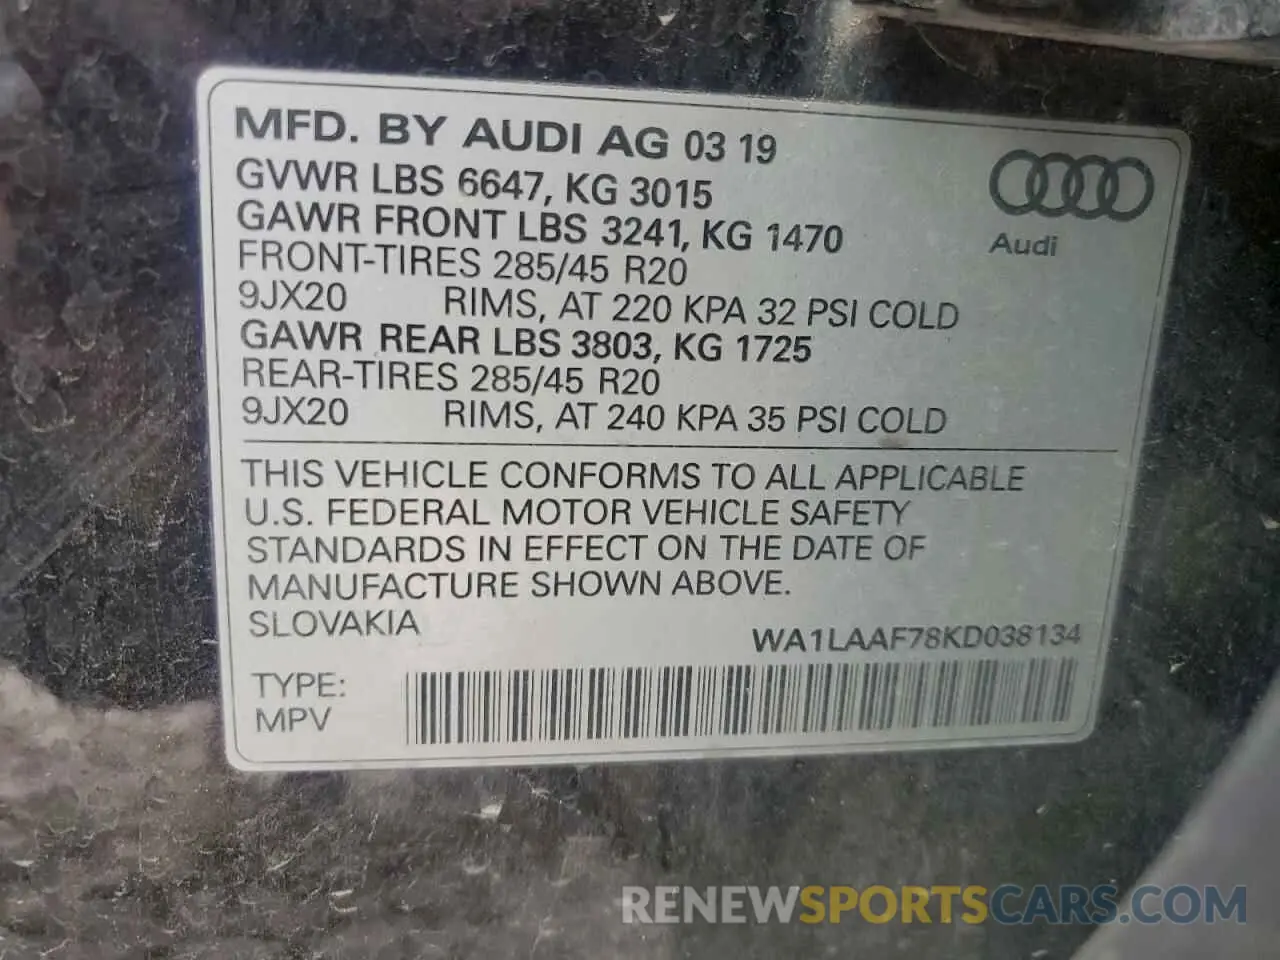 MFD. BY AUDI AG 03 19
GVWR LBS 6647, KG 3015
GAWR FRONT LBS 3241, KG 1470
FRONT-TIRES 285/45 R20
9JX20 RIMS, AT 220 KPA 32 PSI COLD
GAWR REAR LBS 3803, KG 1725
REAR-TIRES 285/45 R20
9JX20 RIMS, AT 240 KPA 35 PSI COLD
Audi
THIS VEHICLE CONFORMS TO ALL APPLICABLE
U.S. FEDERAL MOTOR VEHICLE SAFETY
STANDARDS IN EFFECT ON THE DATE OF
MANUFACTURE SHOWN ABOVE.
SLOVAKIA
WA1LAAF78KD038134
TYPE:
MPV
RENEWSPORTSCARS.COM